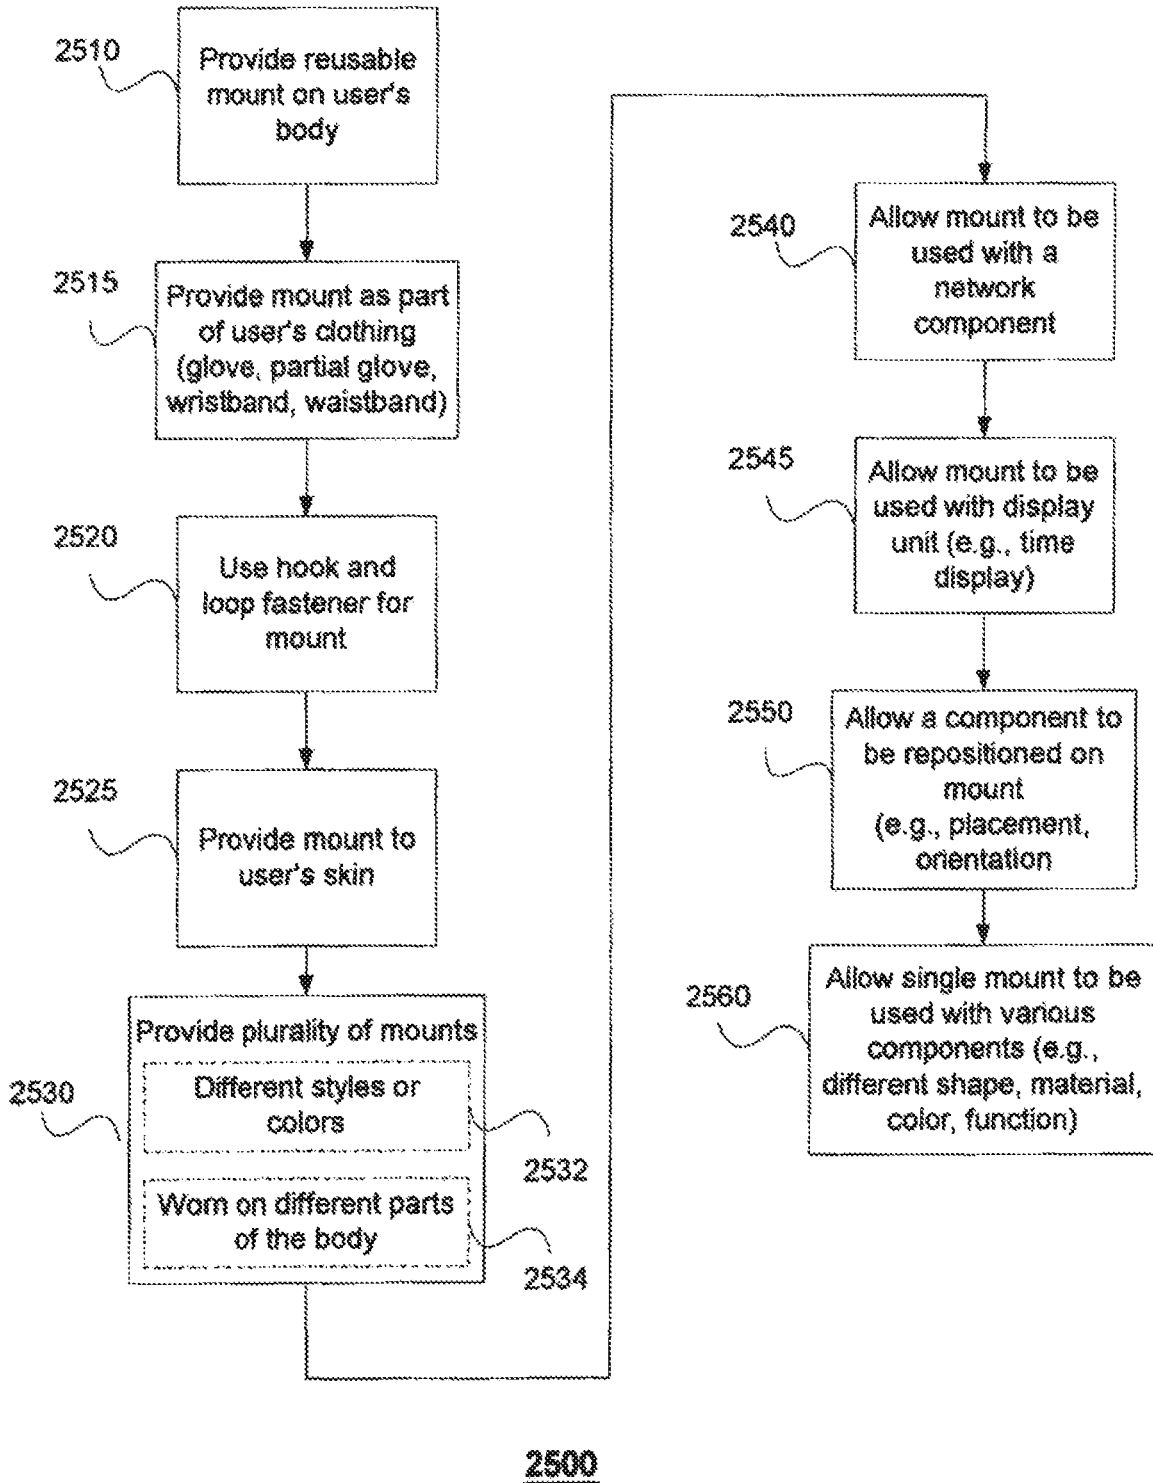 2510
Provide reusable
mount on user's
body
2515
Provide mount as part
of user's clothing
(glove, partial glove,
wristband, waistband)
2520
Use hook and
loop fastener for
mount
2525
Provide mount to
user's skin
2530
Provide plurality of mounts
Different styles or
colors
2532
Worn on different parts
of the body
2534
2540
Allow mount to be
used with a
network
component
2545
Allow mount to be
used with display
unit (e.g., time
display)
2550
Allow a component to
be repositioned on
mount
(e.g., placement,
orientation
2560
Allow single mount to be
used with various
components (e.g.,
different shape, material,
color, function)
2500